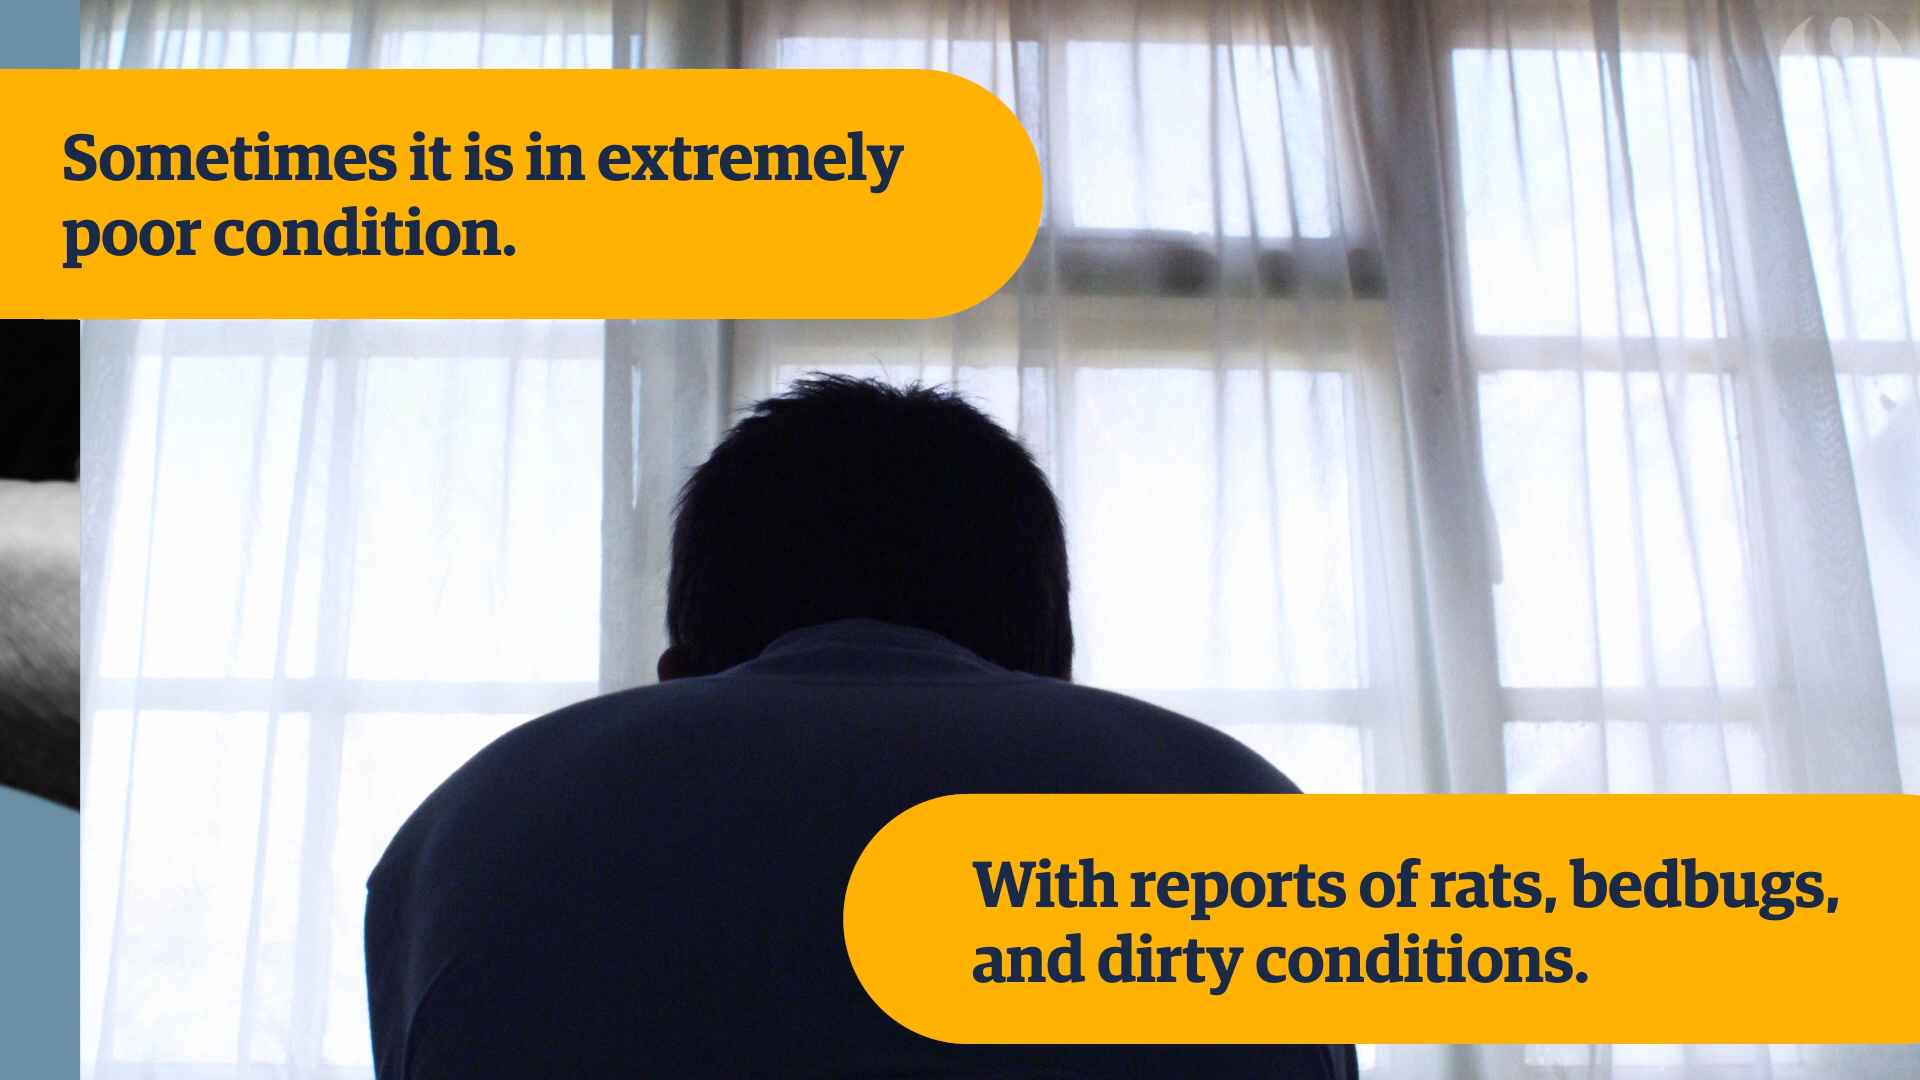 Sometimes it is in extremely
poor condition.
With reports of rats, bedbugs,
and dirty conditions.